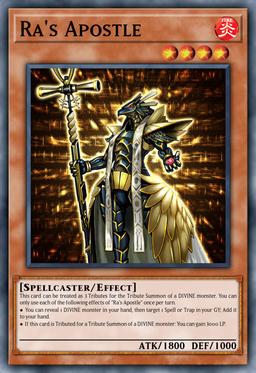 Ra's Apostle
FIRE
炎
[Spellcaster/Effect]
This card can be treated as 3 Tributes for the Tribute Summon of a DIVINE monster. You can
only use each of the following effects of "Ra's Apostle" once per turn.
● You can reveal 1 DIVINE monster in your hand, then target 1 Spell or Trap in your GY; Add it
to your hand.
● If this card is Tributed for a Tribute Summon of a DIVINE monster: You can gain 3000 LP.
ATK/1800 DEF/1000